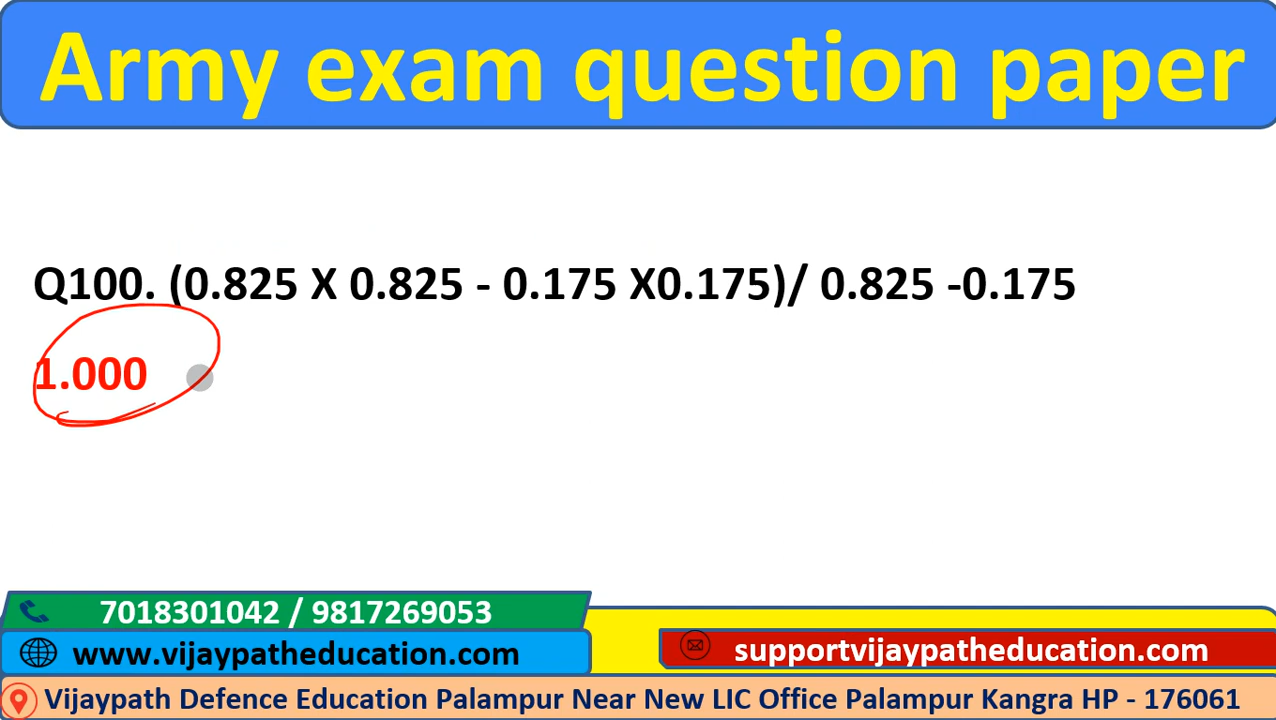 Army exam question paper
Q100. (0.825 X 0.825 - 0.175 X0.175)/ 0.825 -0.175
1.000
7018301042 / 9817269053
www.vijaypatheducation.com
supportvijaypatheducation.com
Vijaypath Defence Education Palampur Near New LIC Office Palampur Kangra HP - 176061